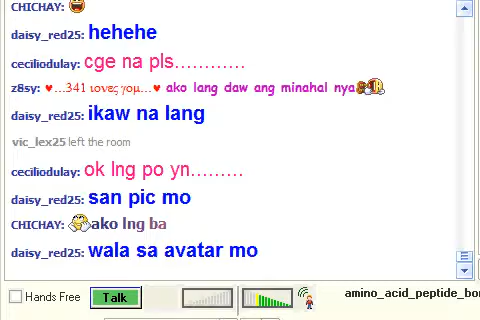 CHICHAY:
daisy_red25: hehehe
ceciliodulay: cge na pls............
z8sy: ♥...341 ιονες γομ...♥ ako lang daw ang minahal nya
daisy_red25: ikaw na lang
vic_lex25 left the room
ceciliodulay: ok lng po yn.........
daisy_red25: san pic mo
CHICHAY: ako lng ba
daisy_red25: wala sa avatar mo
Hands Free Talk amino_acid_peptide_bo